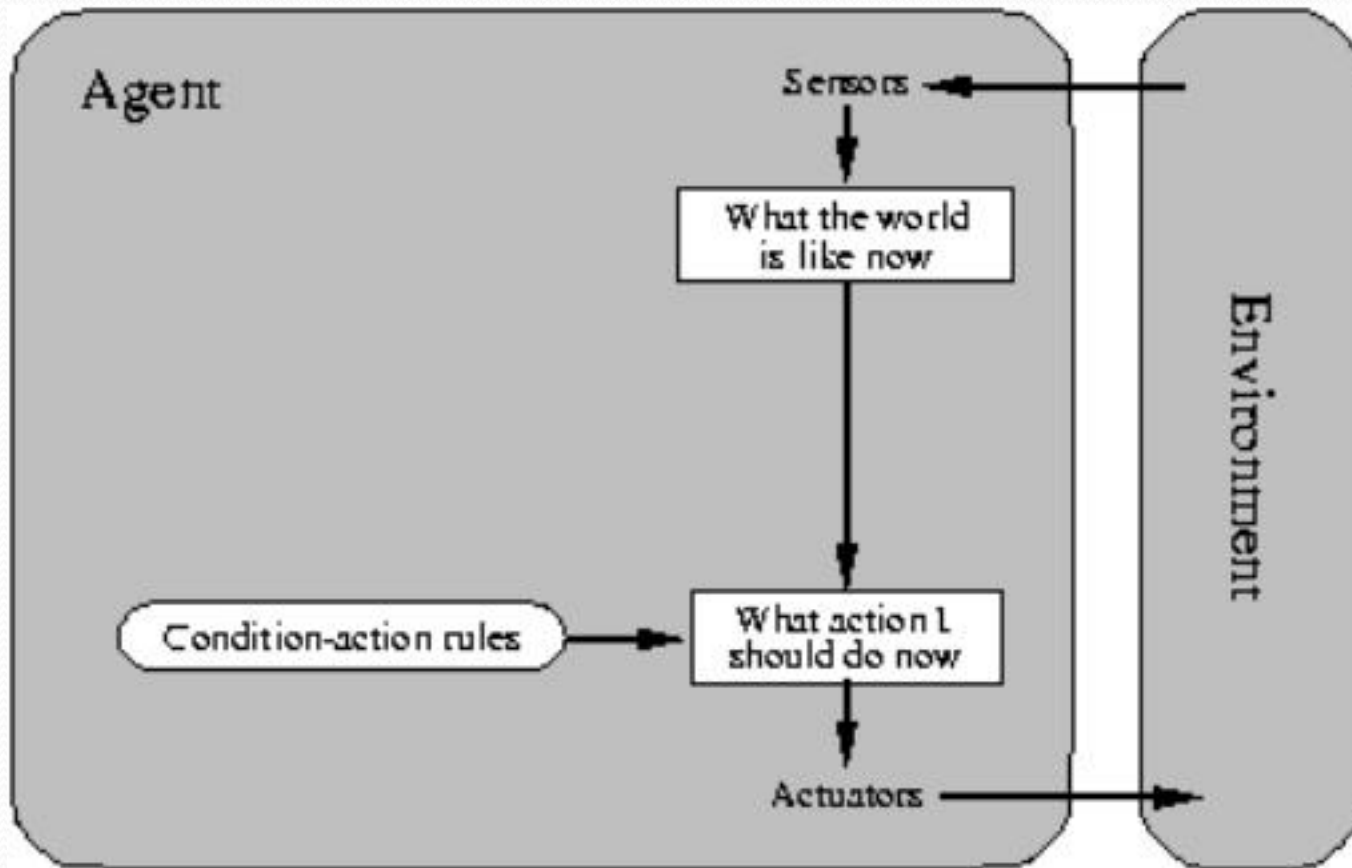 Agent
Sensors
What the world
is like now
Environment
Condition-action rules
What action I
should do now
Actuators